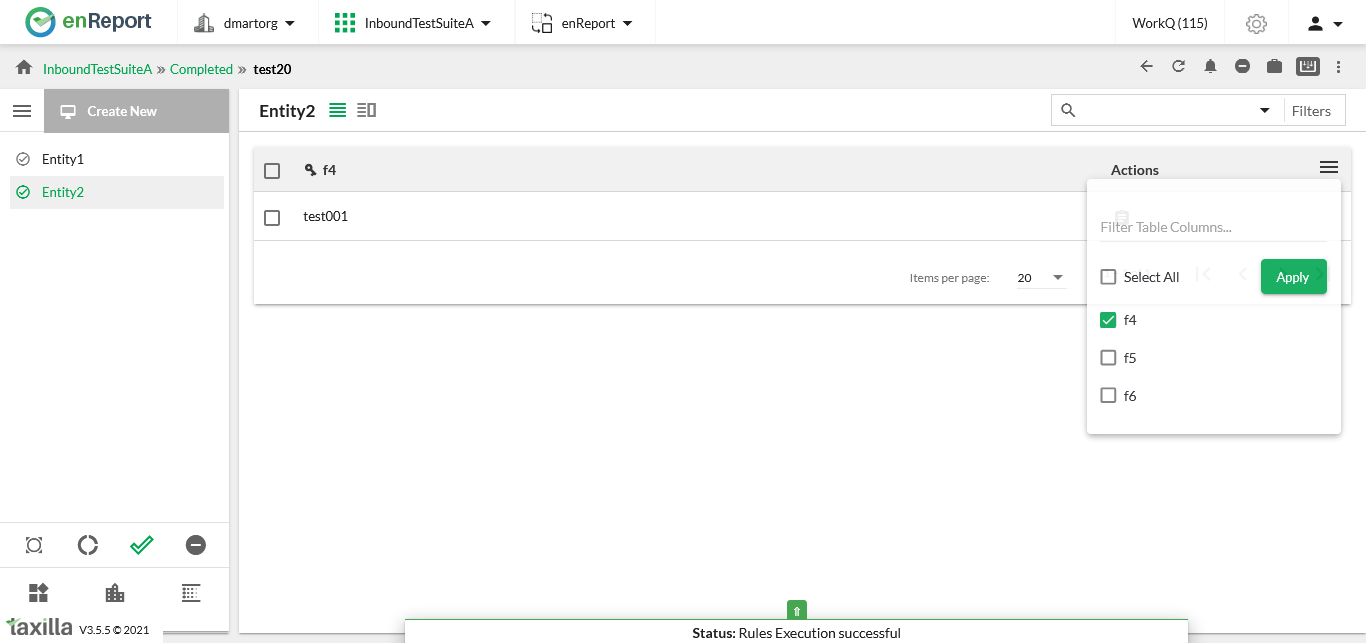 enReport
dmartorg
InboundTestSuiteA
enReport
WorkQ (115)
InboundTestSuiteA » Completed » test20
Create New
Entity2
Filters
Entity1
Entity2
f4
Actions
test001
Filter Table Columns...
Items per page:
20
Select All
Apply
f4
f5
f6
taxilla
V3.5.5 © 2021
Status: Rules Execution successful